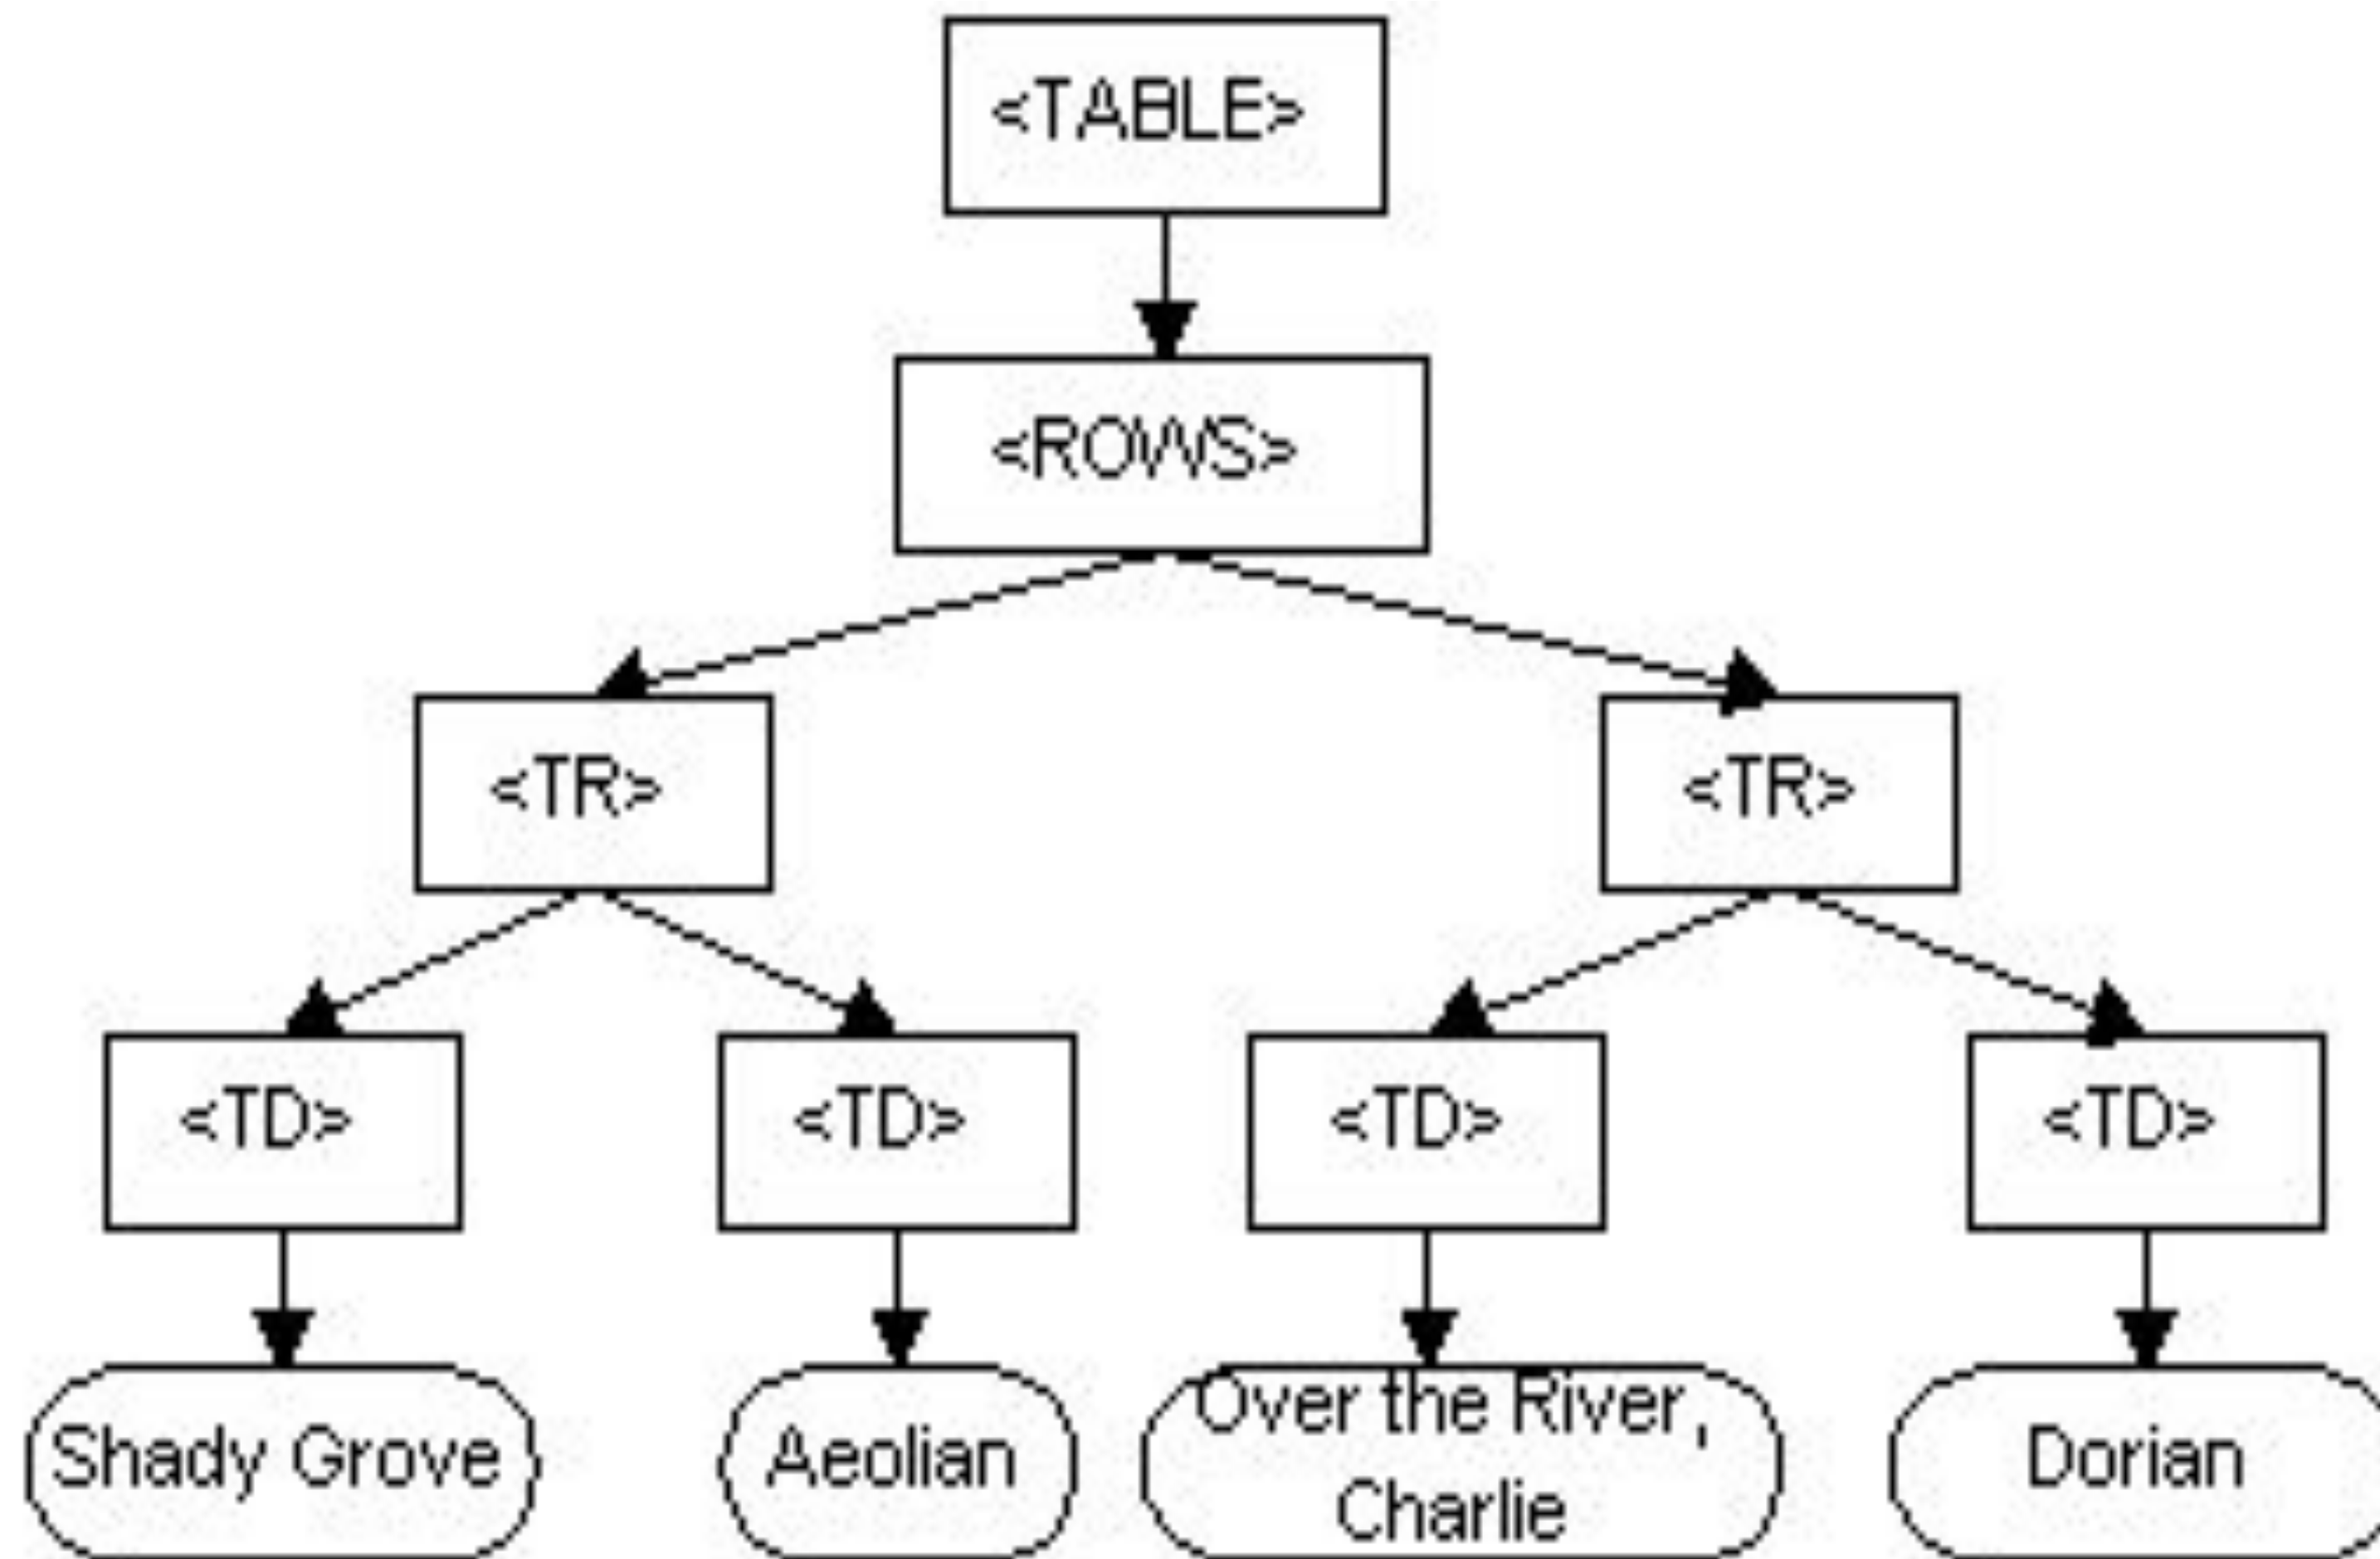 <TABLE>
<ROWS>
<TR>
<TR>
<TD>
<TD>
<TD>
<TD>
Shady Grove
Aeolian
Over the River,
Charlie
Dorian